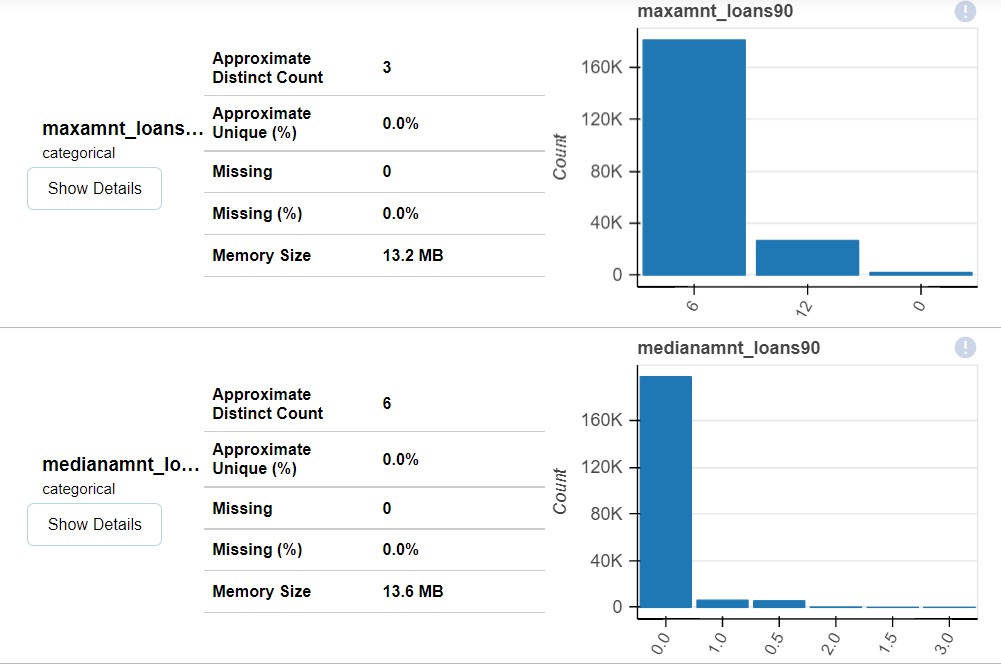 maxamnt_loans90
!
Approximate
Distinct Count
3
Approximate
Unique (%)
0.0%
Missing
0
Missing (%)
0.0%
Memory Size
13.2 MB
maxamnt_loans...
categorical
Show Details
Count
160K
120K
80K
40K
0
6
12
0
medianamnt_loans90
!
Approximate
Distinct Count
6
Approximate
Unique (%)
0.0%
Missing
0
Missing (%)
0.0%
Memory Size
13.6 MB
medianamnt_lo...
categorical
Show Details
Count
160K
120K
80K
40K
0
0.0
1.0
0.5
2.0
1.5
3.0